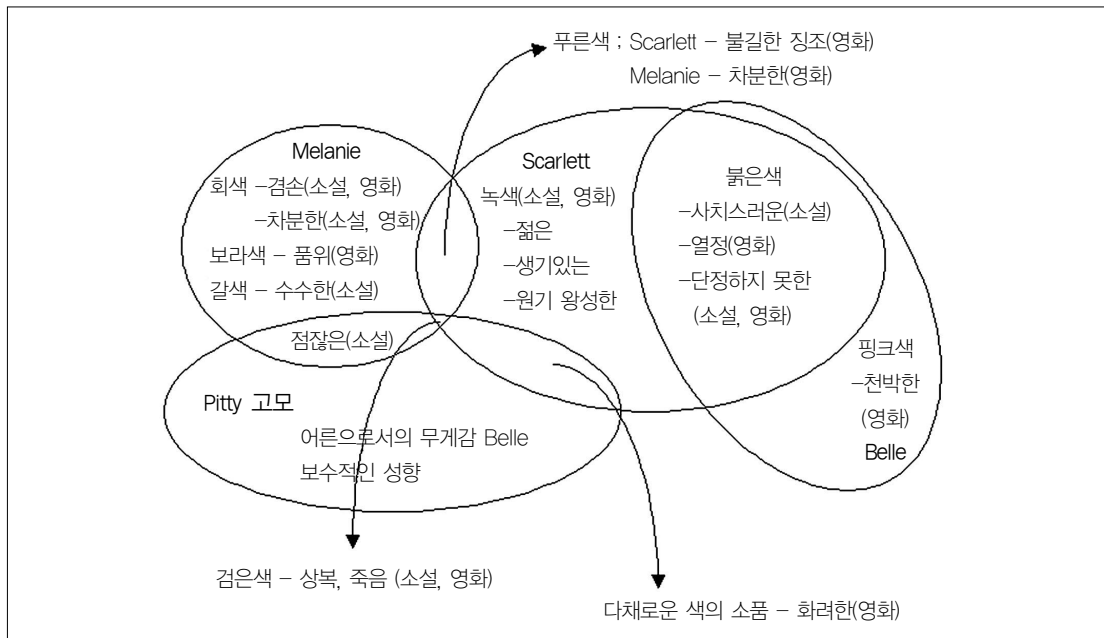 푸른색 ; Scarlett - 불길한 징조(영화)
Melanie - 차분한(영화)
Melanie
회색 -겸손(소설, 영화)
-차분한(소설, 영화)
보라색 - 품위(영화)
갈색 - 수수한(소설)
점잖은(소설)
Scarlett
녹색(소설, 영화)
-젊은
-생기있는
-원기 왕성한
붉은색
-사치스러운(소설)
-열정(영화)
-단정하지 못한
(소설, 영화)
핑크색
-천박한
(영화)
Belle
Pitty 고모
어른으로서의 무게감 Belle
보수적인 성향
검은색 - 상복, 죽음 (소설, 영화)
다채로운 색의 소품 - 화려한(영화)